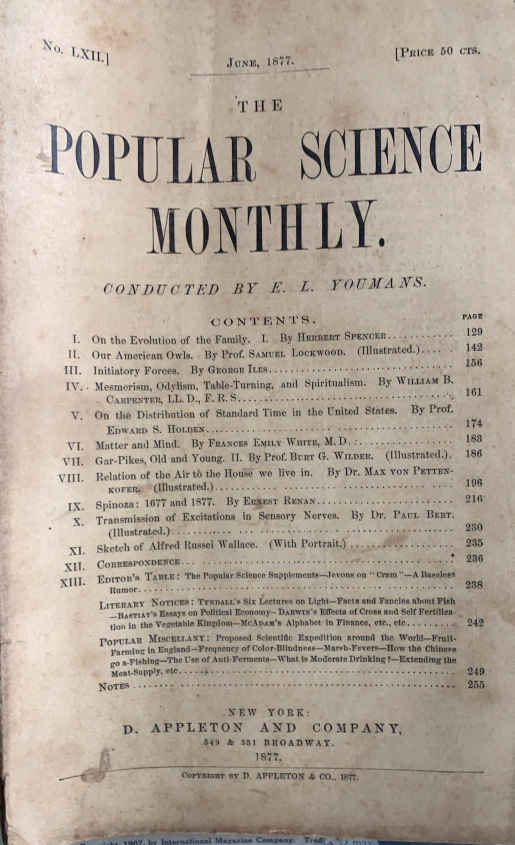 No. LXII.]
JUNE, 1877.
[PRICE 50 CTS.
THE
POPULAR SCIENCE
MONTHLY.
CONDUCTED BY E. L. YOUMANS.
CONTENTS.
PAGE
I. On the Evolution of the Family. I. By HERBERT SPENCER............ 129
II. Our American Owls. By Prof. SAMUEL LOCKWOOD. (Illustrated.)..... 142
III. Initiatory Forces. By GEORGE ILES................ 156
IV. Mesmerism, Odylism, Table-Turning, and Spiritualism. By WILLIAM B.
CARPENTER, LL. D., F. R. S................ 161
V. On the Distribution of Standard Time in the United States. By Prof.
EDWARD S. HOLDEN................ 174
VI. Matter and Mind. By FRANCES EMILY WHITE, M. D................ 183
VII. Gar-Pikes, Old and Young. II. By Prof. BURT G. WILDER. (Illustrated.). 186
VIII. Relation of the Air to the House we live in. By Dr. MAX VON PETTEN-
KOFER. (Illustrated.)................ 196
IX. Spinoza: 1677 and 1877. By ERNEST RENAN................ 216
X. Transmission of Excitations in Sensory Nerves. By Dr. PAUL BERT.
(Illustrated.)................ 230
XI. Sketch of Alfred Russel Wallace. (With Portrait.)................ 235
XII. CORRESPONDENCE................ 236
XIII. EDITOR'S TABLE: The Popular Science Supplements—Jevons on "Cram"—A Baseless
Rumor................ 238
LITERARY NOTICES: TYNDALL'S Six Lectures on Light—Facts and Fancies about Fish
—BASTIAT'S Essays on Political Economy—DARWIN'S Effects of Cross and Self Fertiliza-
tion in the Vegetable Kingdom—MCADAM'S Alphabet in Finance, etc., etc.......... 242
POPULAR MISCELLANY: Proposed Scientific Expedition around the World—Fruit-
Farming in England—Frequency of Color-Blindness—Marsh-Fevers—How the Chinese
go a-Fishing—The Use of Anti-Ferments—What is Moderate Drinking?—Extending the
Meat-Supply, etc................ 249
NOTES................ 255
NEW YORK:
D. APPLETON AND COMPANY,
549 & 551 BROADWAY.
1877.
COPYRIGHT BY D. APPLETON & CO., 1877.
1907, by International Magazine Company.